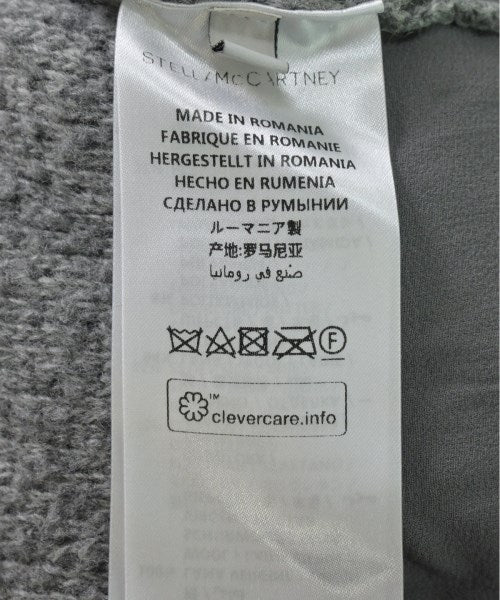 STELLA McCARTNEY
MADE IN ROMANIA
FABRIQUE EN ROMANIE
HERGESTELLT IN ROMANIA
HECHO EN RUMENIA
СДЕЛАНО В РУМЫНИИ
ルーマニア製
产地:罗马尼亚
صنع في رومانيا
F
™
clevercare.info